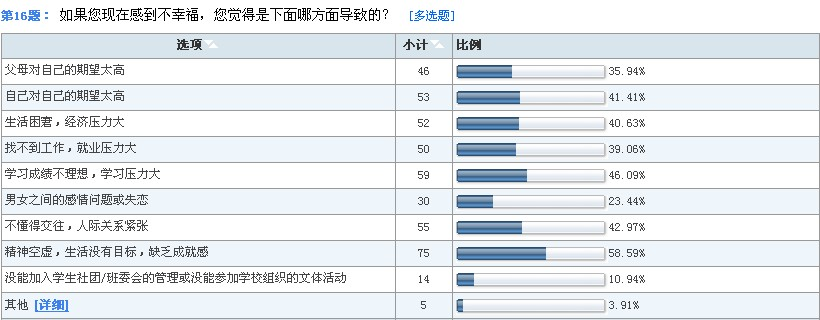 第16题： 如果您现在感到不幸福，您觉得是下面哪方面导致的？ [多选题]
选项 小计 比例
父母对自己的期望太高 46 35.94%
自己对自己的期望太高 53 41.41%
生活困窘，经济压力大 52 40.63%
找不到工作，就业压力大 50 39.06%
学习成绩不理想，学习压力大 59 46.09%
男女之间的感情问题或失恋 30 23.44%
不懂得交往，人际关系紧张 55 42.97%
精神空虚，生活没有目标，缺乏成就感 75 58.59%
没能加入学生社团/班委会的管理或没能参加学校组织的文体活动 14 10.94%
其他 [详细] 5 3.91%